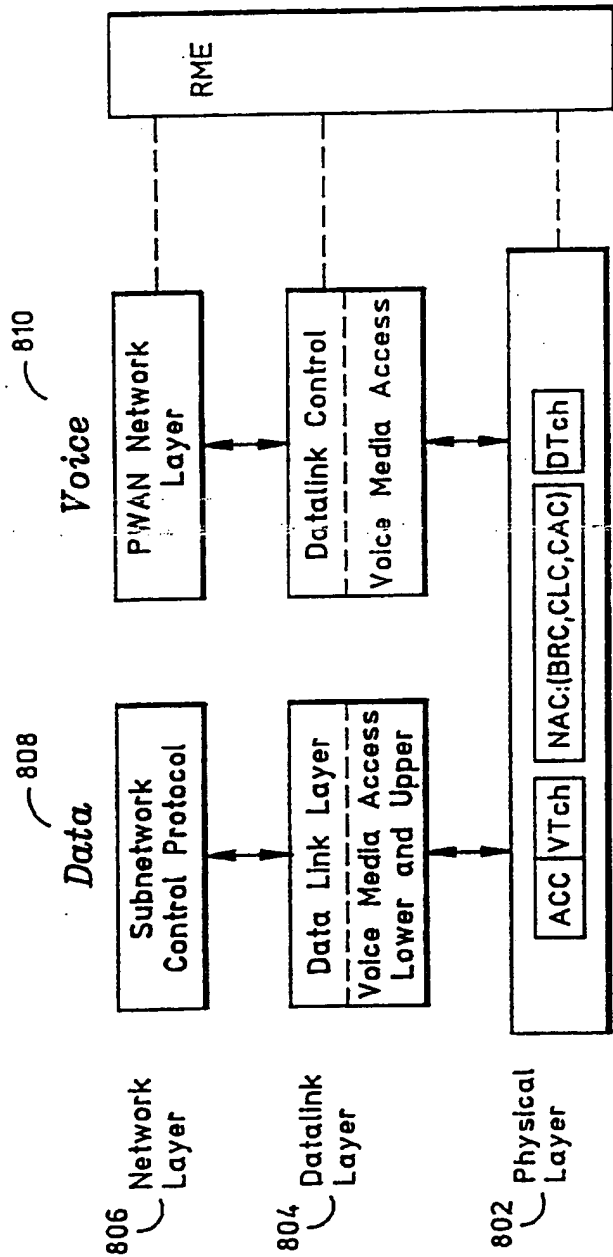 Data
808
Voice
810
806
Network
Layer
Subnetwork
Control Protocol
PWAN Network
Layer
RME
804
Datalink
Layer
Data Link Layer
Voice Media Access
Lower and Upper
Datalink Control
Voice Media Access
802
Physical
Layer
ACC
VTch
NAC:(BRC,CLC,CAC)
DTch